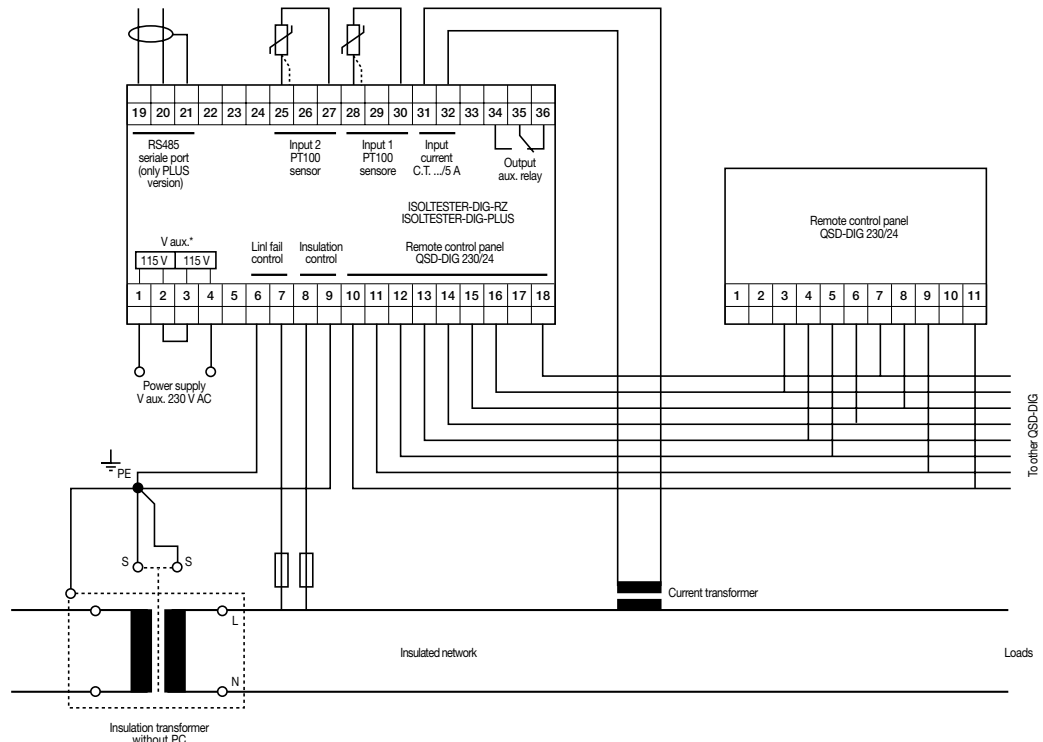 19 20 21 22 23 24 25 26 27 28 29 30 31 32 33 34 35 36
RS485
seriale port
(only PLUS
version)
Input 2
PT100
sensor
Input 1
PT100
sensore
Input
current
C.T. .../5 A
Output
aux. relay
ISOLTESTER-DIG-RZ
ISOLTESTER-DIG-PLUS
V aux.*
115 V 115 V
Linl fail
control
Insulation
control
Remote control panel
QSD-DIG 230/24
1 2 3 4 5 6 7 8 9 10 11 12 13 14 15 16 17 18
Remote control panel
QSD-DIG 230/24
1 2 3 4 5 6 7 8 9 10 11
Power supply
V aux. 230 V AC
To other QSD-DIG
PE
S S
Current transformer
L
Insulated network
Loads
N
Insulation transformer
without PC